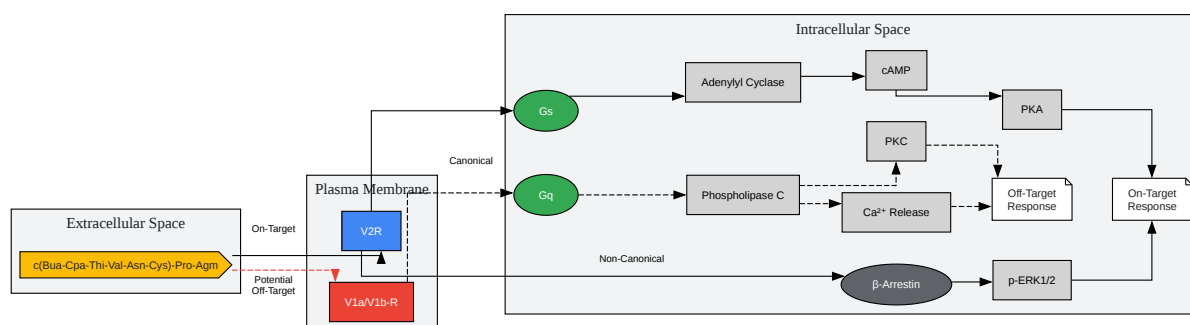 Intracellular Space
Adenylyl Cyclase
cAMP
PKA
Gs
Canonical
PKC
Plasma Membrane
Gq
Phospholipase C
Ca²⁺ Release
Off-Target
Response
On-Target
Response
Extracellular Space
On-Target
V2R
c(Bua-Cpa-Thi-Val-Asn-Cys)-Pro-Agm
Non-Canonical
Potential
Off-Target
V1a/V1b-R
β-Arrestin
p-ERK1/2